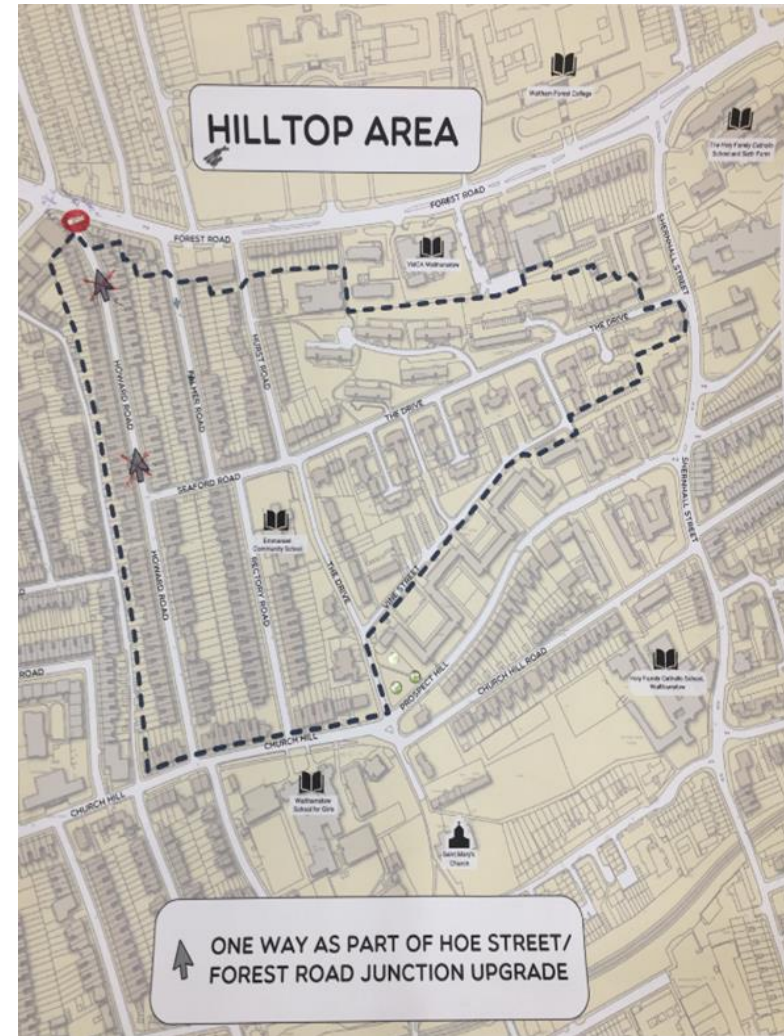 Waltham Forest College
The Holy Family Catholic
School and Sixth Form
HILLTOP AREA
FOREST ROAD
FOREST ROAD
SHERNHALL STREET
YMCA Walthamstow
THE DRIVE
HURST ROAD
HOWARD ROAD
PALMER ROAD
THE DRIVE
SEAFORD ROAD
SHERNHALL STREET
Emmanuel
Community School
THE DRIVE
VINE STREET
HOWARD ROAD
RECTORY ROAD
ROAD
PROSPECT HILL
CHURCH HILL ROAD
Holy Family Catholic School,
Walthamstow
CHURCH HILL
CHURCH HILL
Walthamstow
School for Girls
Saint Mary's
Church
ONE WAY AS PART OF HOE STREET/
FOREST ROAD JUNCTION UPGRADE